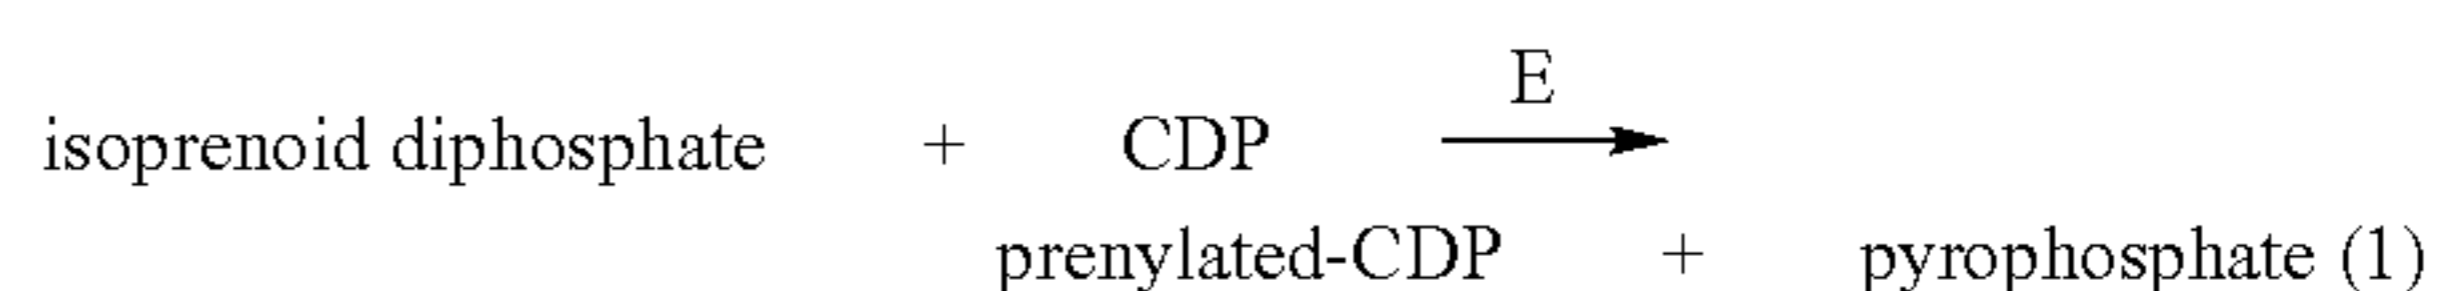 E
isoprenoid diphosphate + CDP →
prenylated-CDP + pyrophosphate (1)